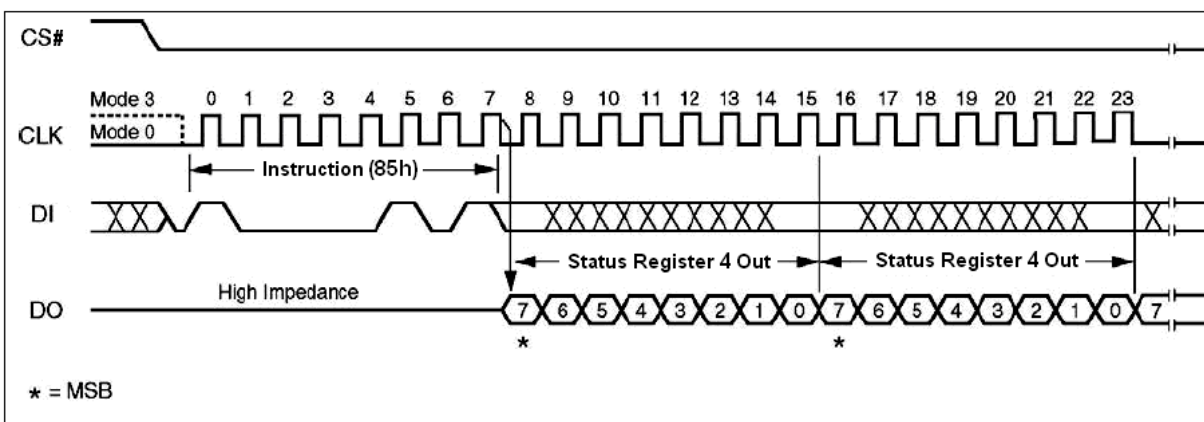 CS#
Mode 3 0 1 2 3 4 5 6 7 8 9 10 11 12 13 14 15 16 17 18 19 20 21 22 23
CLK Mode 0
Instruction (85h)
DI
Status Register 4 Out Status Register 4 Out
High Impedance
DO 7 6 5 4 3 2 1 0 7 6 5 4 3 2 1 0 7
* *
* = MSB